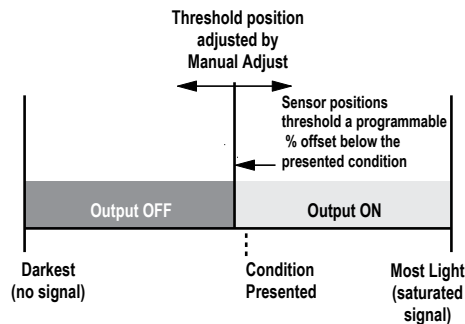 Threshold position
adjusted by
Manual Adjust
Sensor positions
threshold a programmable
% offset below the
presented condition
Output OFF
Output ON
Darkest
(no signal)
Condition
Presented
Most Light
(saturated
signal)